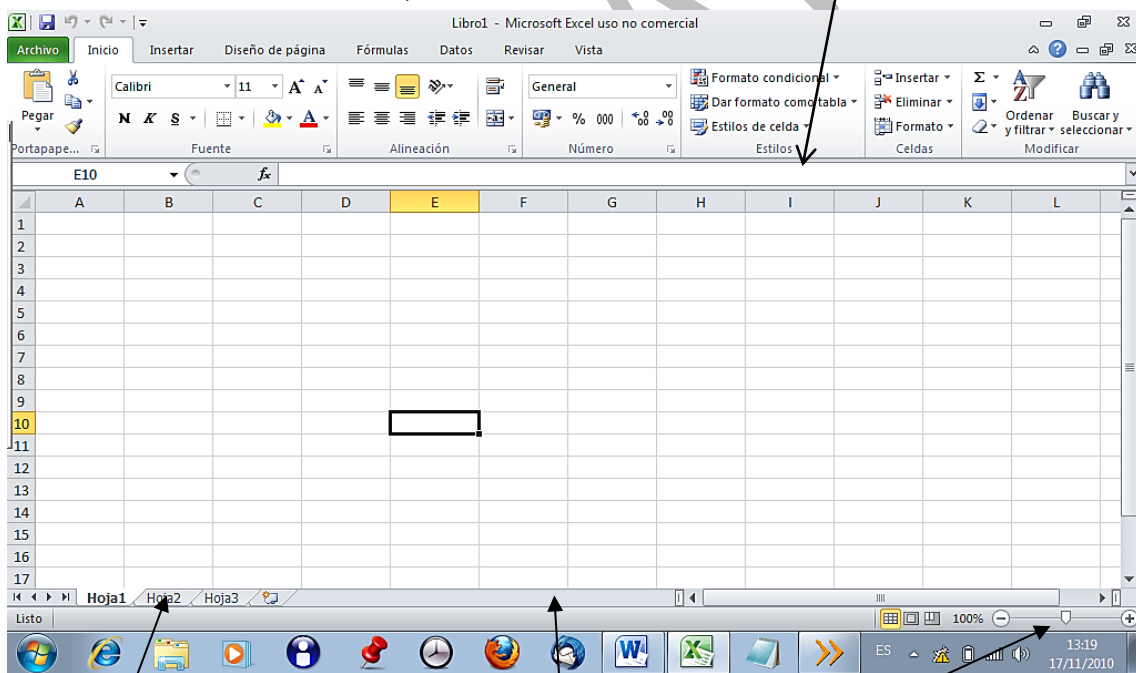 Libro1 - Microsoft Excel uso no comercial
Archivo Inicio Insertar Diseño de página Fórmulas Datos Revisar Vista
Calibri 11 A A General Formato condicional Insertar Σ
Pegar N K S A % 000 Dar formato como tabla Eliminar Ordenar y filtrar Buscar y seleccionar
Estilos de celda Formato
Portapape... Fuente Alineación Número Estilos Celdas Modificar
E10 fx
A B C D E F G H I J K L
1
2
3
4
5
6
7
8
9
10
11
12
13
14
15
16
17
Hoja1 Hoja2 Hoja3
Listo 100%
ES 13:19
17/11/2010